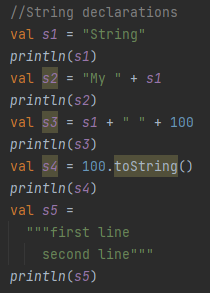 //String declarations
val s1 = "String"
println(s1)
val s2 = "My " + s1
println(s2)
val s3 = s1 + " " + 100
println(s3)
val s4 = 100.toString()
println(s4)
val s5 =
  """first line
    second line"""
println(s5)